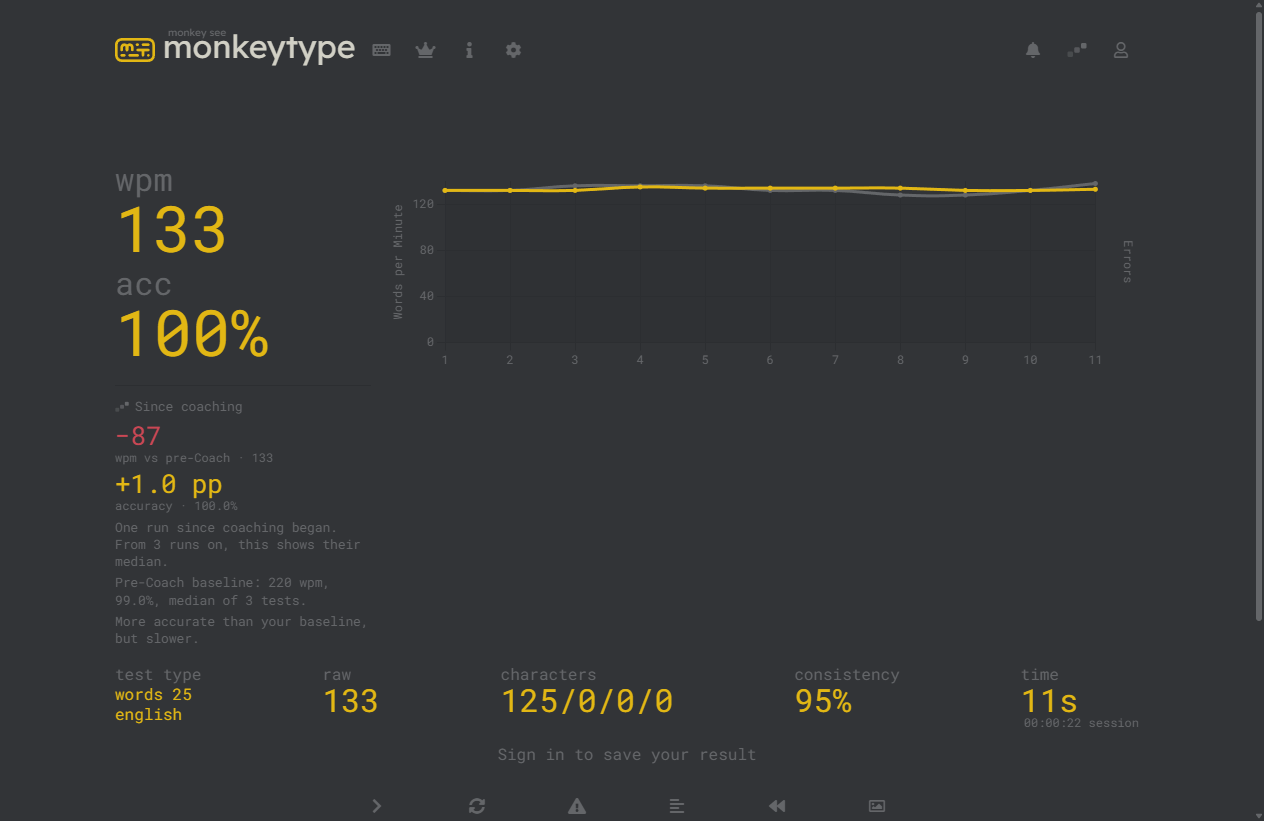 monkey see
monkeytype
wpm
133
acc
100%
Words per Minute
120
80
40
0
1 2 3 4 5 6 7 8 9 10 11
Errors
Since coaching
-87
wpm vs pre-Coach · 133
+1.0 pp
accuracy · 100.0%
One run since coaching began.
From 3 runs on, this shows their
median.
Pre-Coach baseline: 220 wpm,
99.0%, median of 3 tests.
More accurate than your baseline,
but slower.
test type
words 25
english
raw
133
characters
125/0/0/0
consistency
95%
time
11s
00:00:22 session
Sign in to save your result